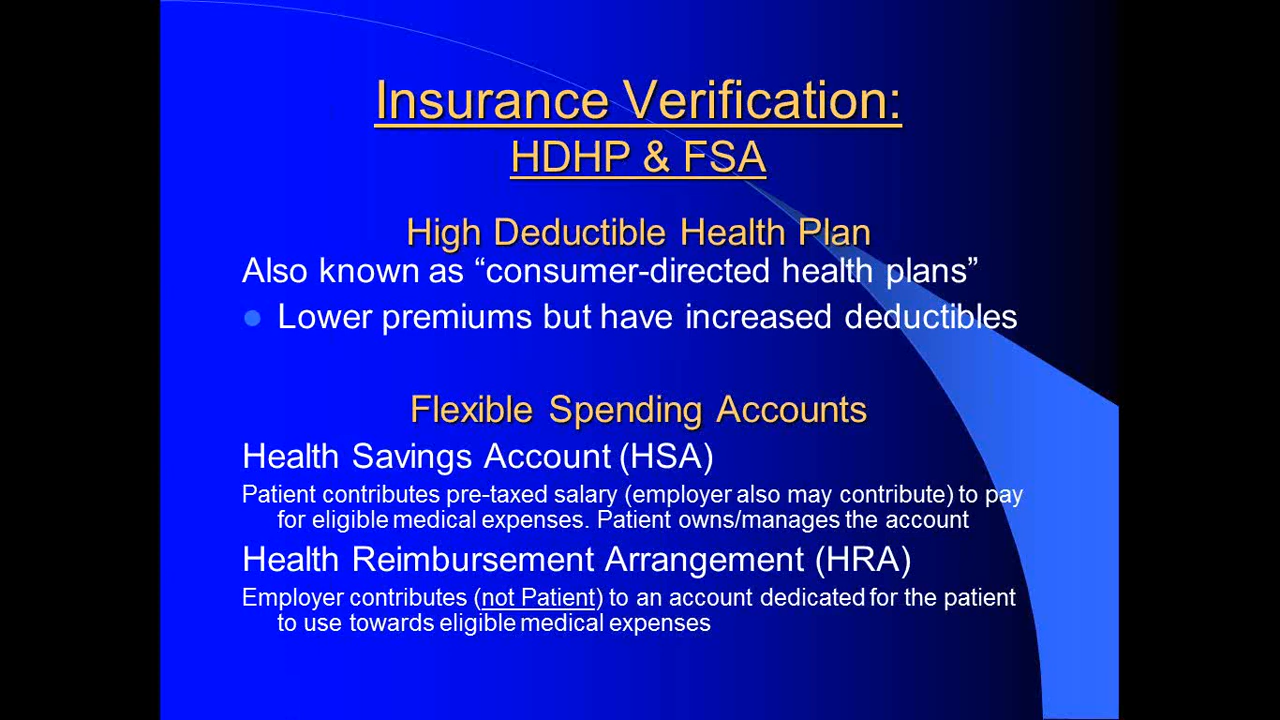 Insurance Verification:
HDHP & FSA
High Deductible Health Plan
Also known as “consumer-directed health plans”
Lower premiums but have increased deductibles
Flexible Spending Accounts
Health Savings Account (HSA)
Patient contributes pre-taxed salary (employer also may contribute) to pay
for eligible medical expenses. Patient owns/manages the account
Health Reimbursement Arrangement (HRA)
Employer contributes (not Patient) to an account dedicated for the patient
to use towards eligible medical expenses